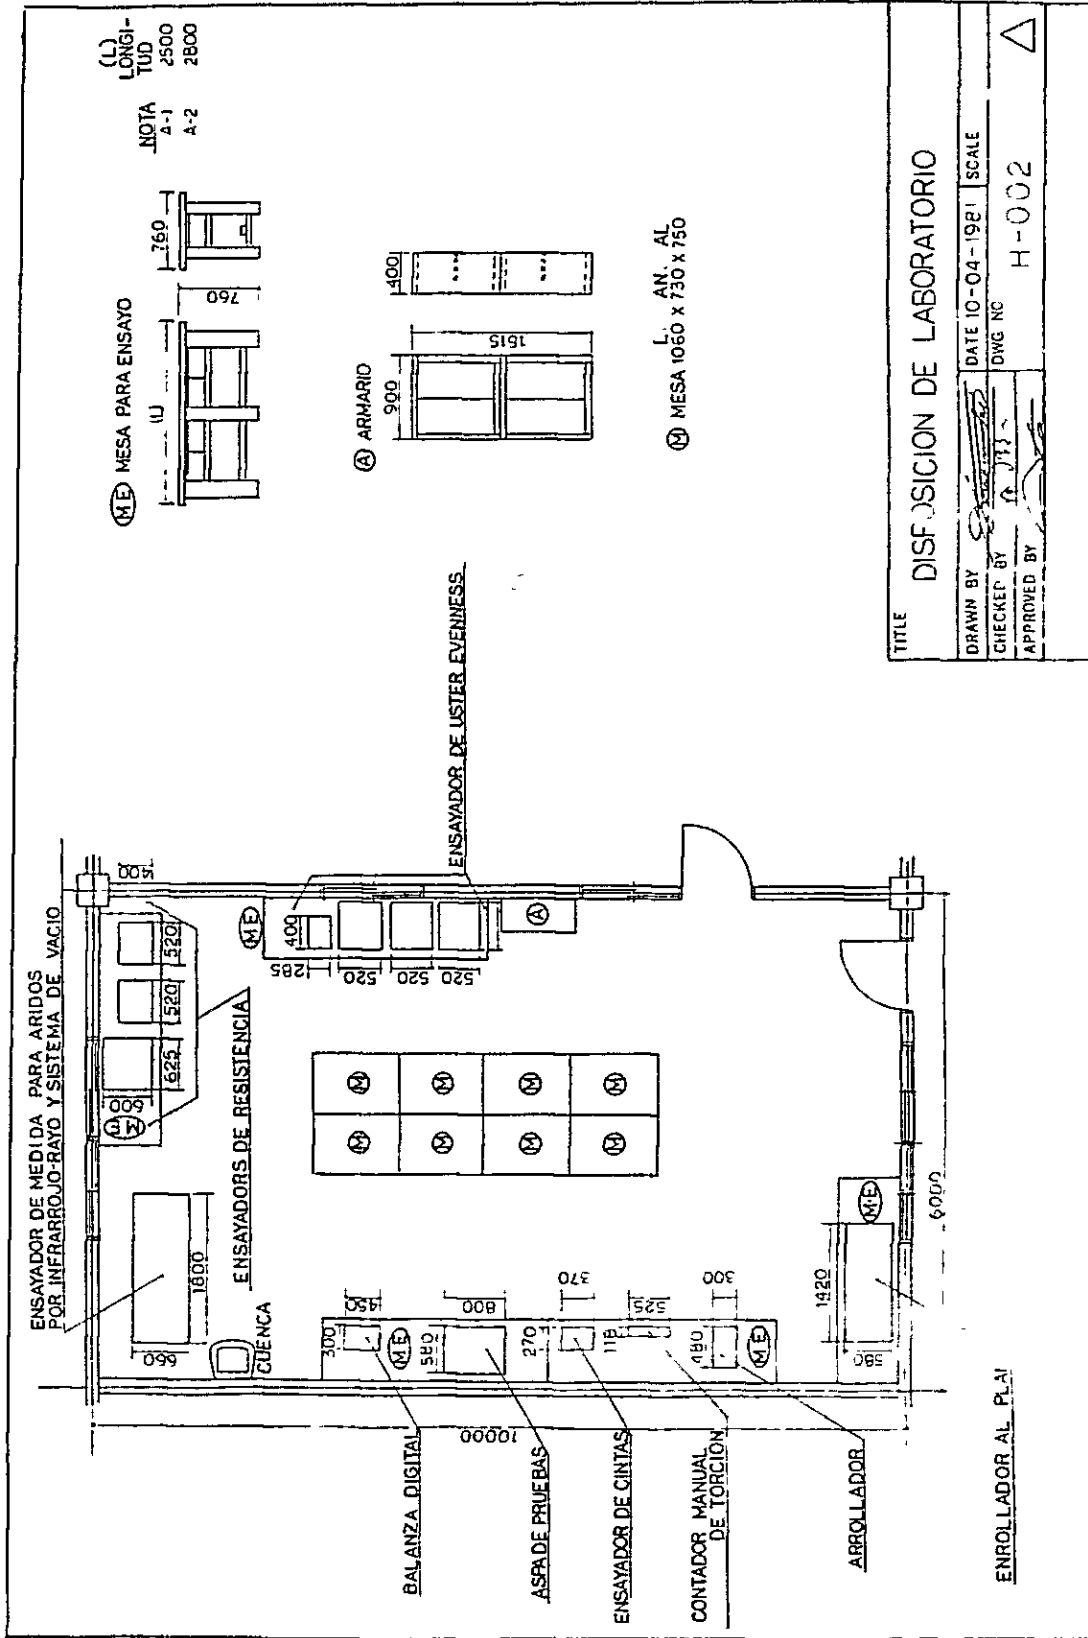 ENSAYADOR DE MEDIDA PARA ARIDOS
POR INFRARROJO-RAYO Y SISTEMA DE VACIO
660
1800
600
625
520
520
400
M E
ENSAYADORS DE RESISTENCIA
CUENCA
M E
400
285
520
520
520
A
ENSAYADOR DE USTER EVENNESS
300
450
M E
580
800
270
370
118
525
480
300
M E
M M M M
M M M M
10000
6000
1420
580
M·E
BALANZA DIGITAL
ASPA DE PRUEBAS
ENSAYADOR DE CINTAS
CONTADOR MANUAL
DE TORCION
ARROLLADOR
ENROLLADOR AL PLA
M E MESA PARA ENSAYO
(L)
760
760
NOTA (L) LONGI-
TUD
A-1 2500
A-2 2800
A ARMARIO
900
1515
400
L. AN. AL
M MESA 1060 x 730 x 750
TITLE
DISPOSICION DE LABORATORIO
DRAWN BY
DATE 10-04-1981
SCALE
CHECKED BY
DWG NO
H-002
APPROVED BY